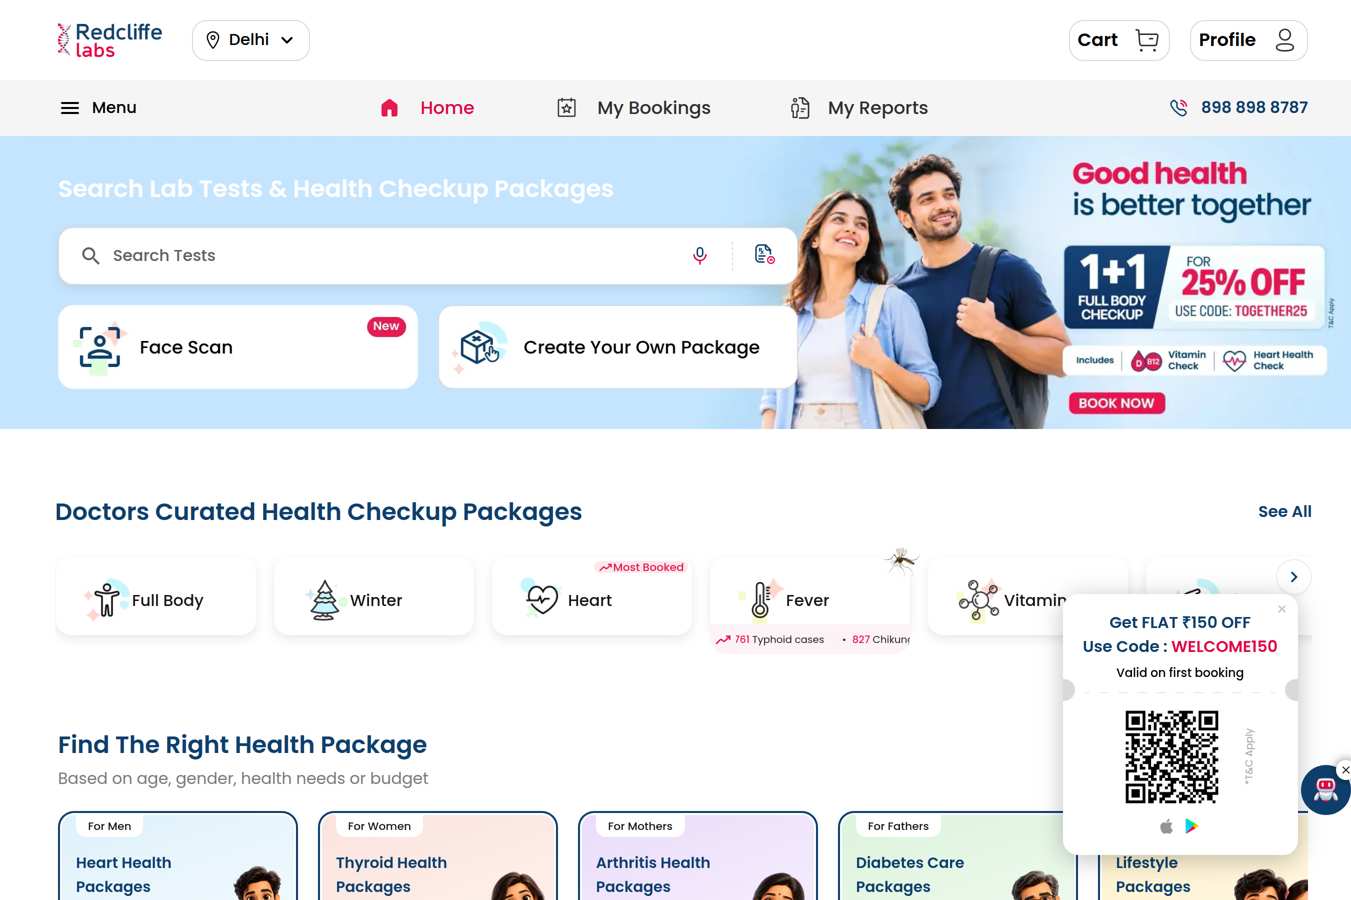 Redcliffe
labs
Delhi
Cart
Profile
Menu
Home
My Bookings
My Reports
898 898 8787
Search Lab Tests & Health Checkup Packages
Search Tests
Face Scan
New
Create Your Own Package
Good health
is better together
1+1
FULL BODY
CHECKUP
FOR
25% OFF
USE CODE: TOGETHER25
T&C Apply
Includes
D
B12
Vitamin
Check
Heart Health
Check
BOOK NOW
Doctors Curated Health Checkup Packages
See All
Full Body
Winter
Most Booked
Heart
Fever
761 Typhoid cases
• 827 Chikun
Vitamin
Get FLAT ₹150 OFF
Use Code : WELCOME150
Valid on first booking
*T&C Apply
Find The Right Health Package
Based on age, gender, health needs or budget
For Men
Heart Health
Packages
For Women
Thyroid Health
Packages
For Mothers
Arthritis Health
Packages
For Fathers
Diabetes Care
Packages
Lifestyle
Packages